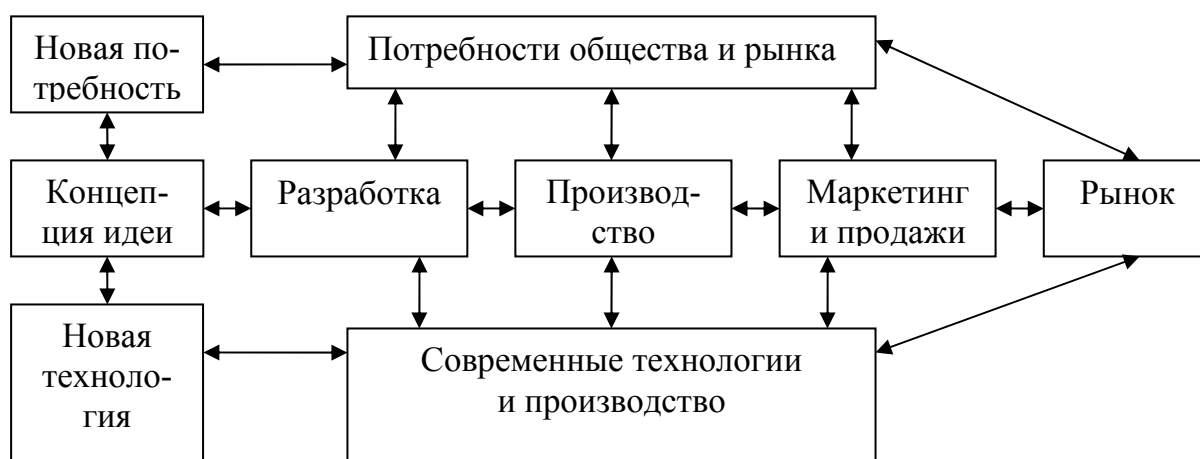 Новая по-
требность
Потребности общества и рынка
Концеп-
ция идеи
Разработка
Производ-
ство
Маркетинг
и продажи
Рынок
Новая
техноло-
гия
Современные технологии
и производство